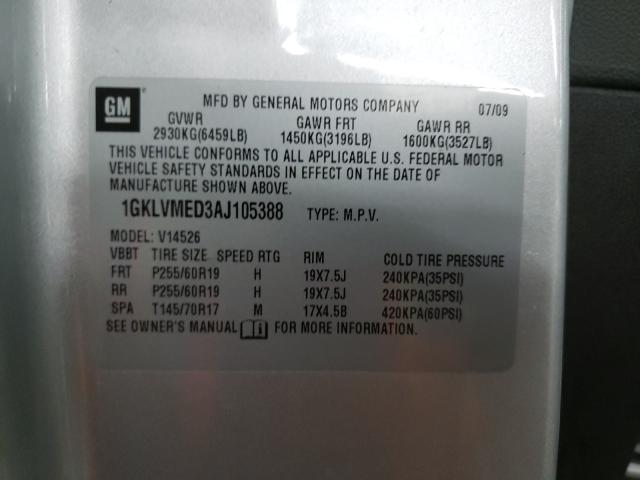 GM
MFD BY GENERAL MOTORS COMPANY 07/09
GVWR GAWR FRT GAWR RR
2930KG(6459LB) 1450KG(3196LB) 1600KG(3527LB)
THIS VEHICLE CONFORMS TO ALL APPLICABLE U.S. FEDERAL MOTOR
VEHICLE SAFETY STANDARDS IN EFFECT ON THE DATE OF
MANUFACTURE SHOWN ABOVE.
1GKLVMED3AJ105388 TYPE: M.P.V.
MODEL: V14526
VBBT TIRE SIZE SPEED RTG RIM COLD TIRE PRESSURE
FRT P255/60R19 H 19X7.5J 240KPA(35PSI)
RR P255/60R19 H 19X7.5J 240KPA(35PSI)
SPA T145/70R17 M 17X4.5B 420KPA(60PSI)
SEE OWNER'S MANUAL FOR MORE INFORMATION.